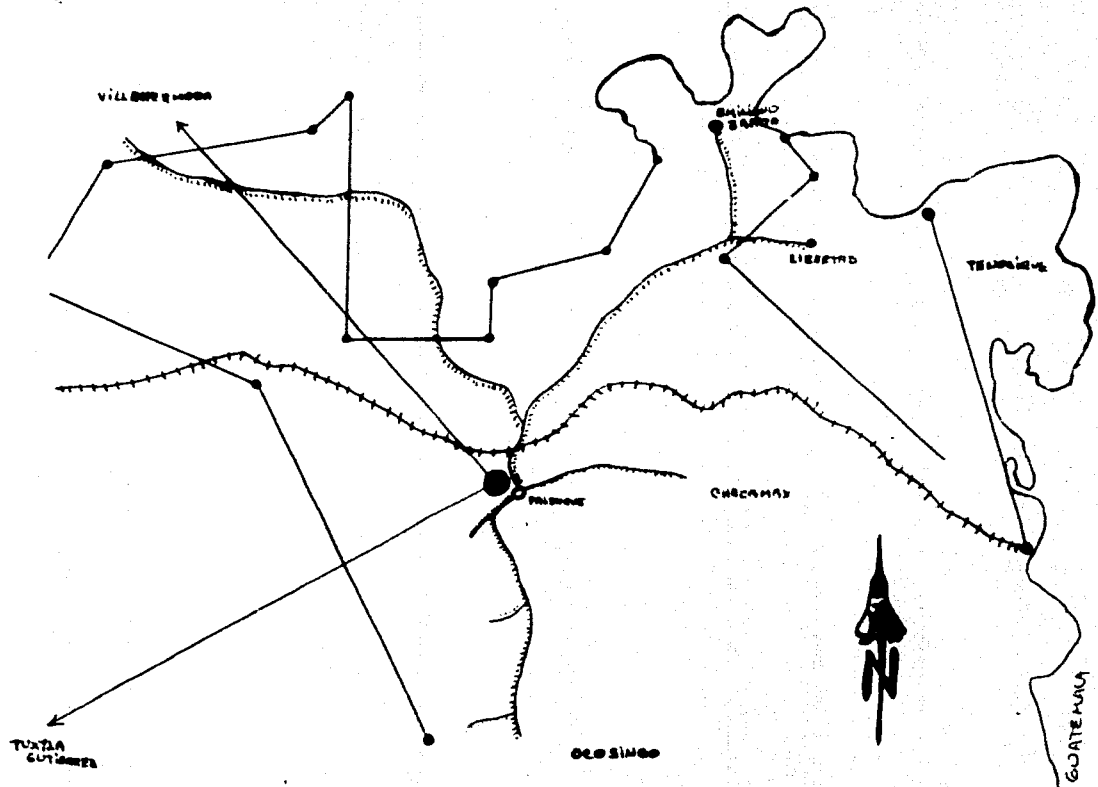 VILLAHERMOSA
EMILIANO
ZAPATA
LIBERTAD
TENOSIQUE
PALENQUE
CHACAMAX
N
TUXTLA
GUTIERREZ
OCOSINGO
GUATEMALA